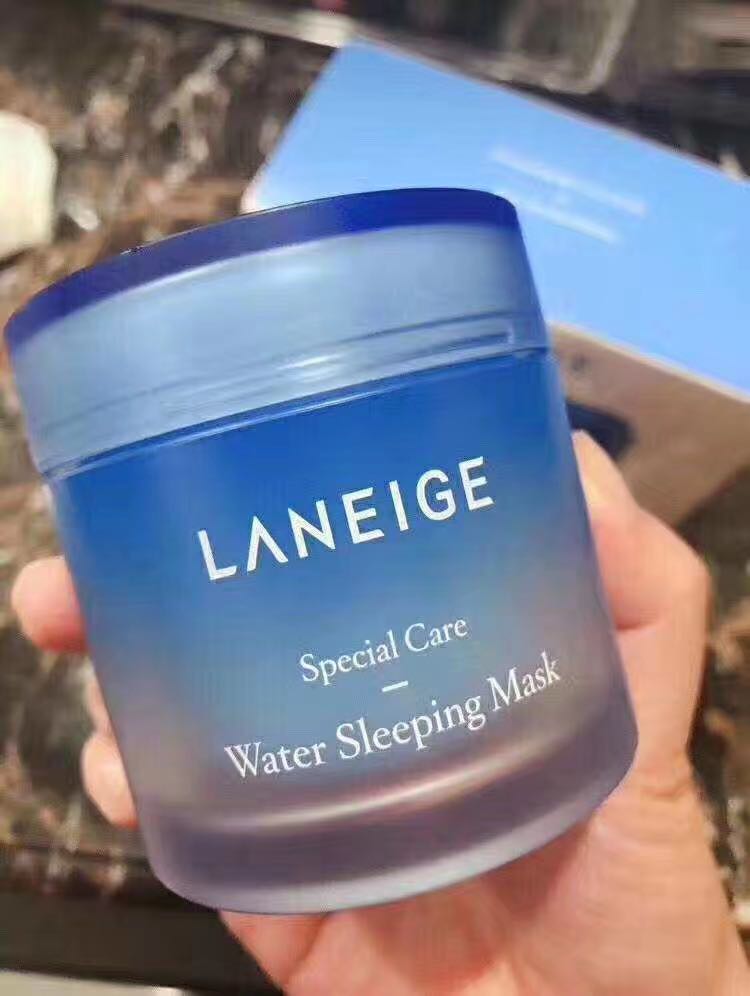 LANEIGE
Special Care
Water Sleeping Mask